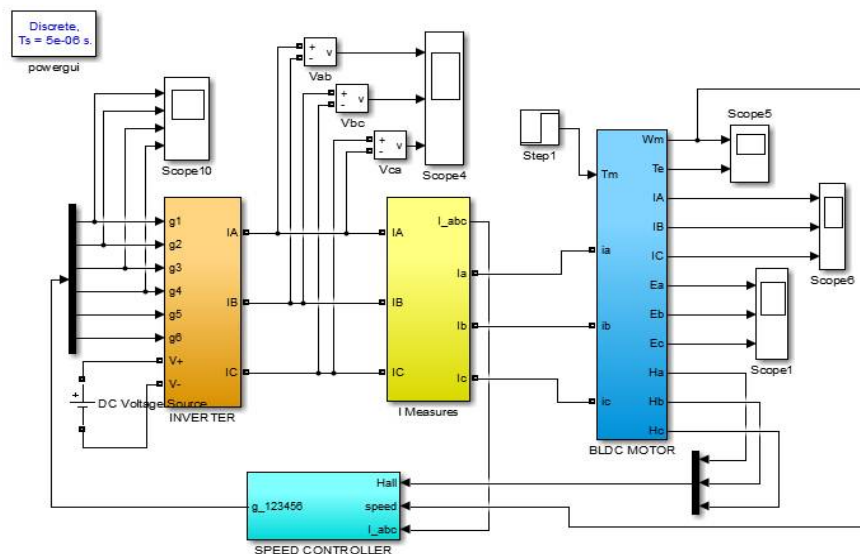 Discrete,
Ts = 5e-06 s.
powergui
Scope10
+
-
v
Vab
+
-
v
Vbc
+
-
v
Vca
Scope4
Step1
Scope5
Scope6
Scope1
g1
g2
g3
g4
g5
g6
V+
V-
IA
IB
IC
INVERTER
+
DC Voltage Source
IA
IB
IC
I_abc
Ia
Ib
Ic
I Measures
Tm
ia
ib
ic
Wm
Te
IA
IB
IC
Ea
Eb
Ec
Ha
Hb
Hc
BLDC MOTOR
g_123456
Hall
speed
I_abc
SPEED CONTROLLER